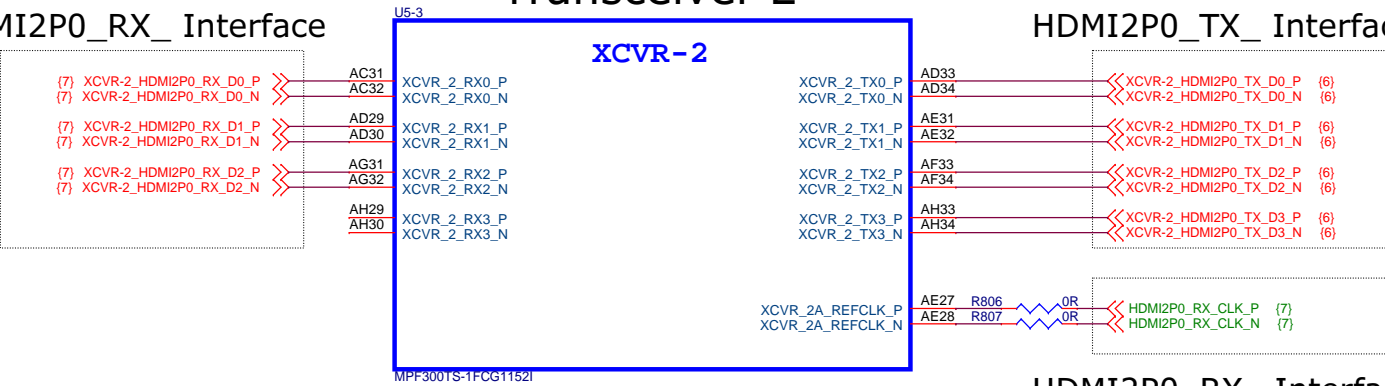 Transceiver 2
MI2P0_RX_ Interface
HDMI2P0_TX_ Interfac
U5-3
XCVR-2
{7} XCVR-2_HDMI2P0_RX_D0_P AC31 XCVR_2_RX0_P XCVR_2_TX0_P AD33 XCVR-2_HDMI2P0_TX_D0_P {6}
{7} XCVR-2_HDMI2P0_RX_D0_N AC32 XCVR_2_RX0_N XCVR_2_TX0_N AD34 XCVR-2_HDMI2P0_TX_D0_N {6}
{7} XCVR-2_HDMI2P0_RX_D1_P AD29 XCVR_2_RX1_P XCVR_2_TX1_P AE31 XCVR-2_HDMI2P0_TX_D1_P {6}
{7} XCVR-2_HDMI2P0_RX_D1_N AD30 XCVR_2_RX1_N XCVR_2_TX1_N AE32 XCVR-2_HDMI2P0_TX_D1_N {6}
{7} XCVR-2_HDMI2P0_RX_D2_P AG31 XCVR_2_RX2_P XCVR_2_TX2_P AF33 XCVR-2_HDMI2P0_TX_D2_P {6}
{7} XCVR-2_HDMI2P0_RX_D2_N AG32 XCVR_2_RX2_N XCVR_2_TX2_N AF34 XCVR-2_HDMI2P0_TX_D2_N {6}
AH29 XCVR_2_RX3_P XCVR_2_TX3_P AH33 XCVR-2_HDMI2P0_TX_D3_P {6}
AH30 XCVR_2_RX3_N XCVR_2_TX3_N AH34 XCVR-2_HDMI2P0_TX_D3_N {6}
XCVR_2A_REFCLK_P AE27 R806 0R HDMI2P0_RX_CLK_P {7}
XCVR_2A_REFCLK_N AE28 R807 0R HDMI2P0_RX_CLK_N {7}
MPF300TS-1FCG1152I
HDMI2P0_RX_ Interfa